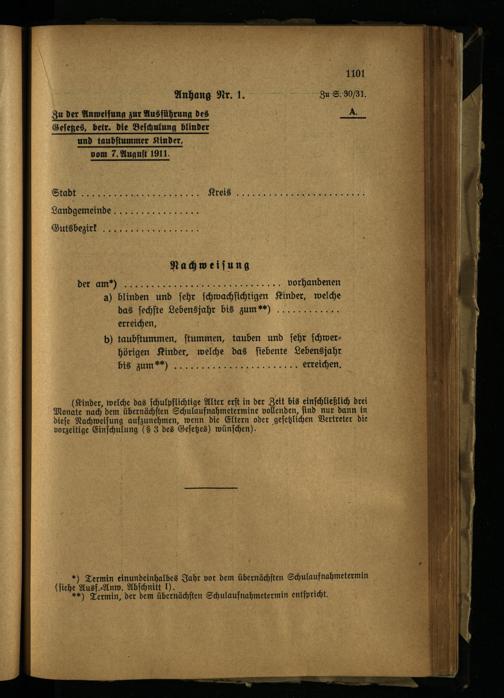 1101
Anhang Nr. 1. Zu S. 30/31.
Zu der Anweisung zur Ausführung des A.
Gesetzes, betr. die Beschulung blinder
und taubstummer Kinder,
vom 7. August 1911.
Stadt . . . . . . . . . . . . . . . . . . . . . Kreis . . . . . . . . . . . . . . . . . . . . . . .
Landgemeinde . . . . . . . . . . . . . . .
Gutsbezirk . . . . . . . . . . . . . . . . .
Nachweisung
der am*) . . . . . . . . . . . . . . . . . . . . . . . . . . . . vorhandenen
a) blinden und sehr schwachsichtigen Kinder, welche
das sechste Lebensjahr bis zum**) . . . . . . . . . . . .
erreichen,
b) taubstummen, stummen, tauben und sehr schwer-
hörigen Kinder, welche das siebente Lebensjahr
bis zum**) . . . . . . . . . . . . . . . . . . . . . . erreichen.
(Kinder, welche das schulpflichtige Alter erst in der Zeit bis einschließlich drei
Monate nach dem übernächsten Schulaufnahmetermine vollenden, sind nur dann in
diese Nachweisung aufzunehmen, wenn die Eltern oder gesetzlichen Vertreter die
vorzeitige Einschulung (§ 3 des Gesetzes) wünschen).
*) Termin einundeinhalbes Jahr vor dem übernächsten Schulaufnahmetermin
(siehe Ausf.-Anw. Abschnitt I).
**) Termin, der dem übernächsten Schulaufnahmetermin entspricht.